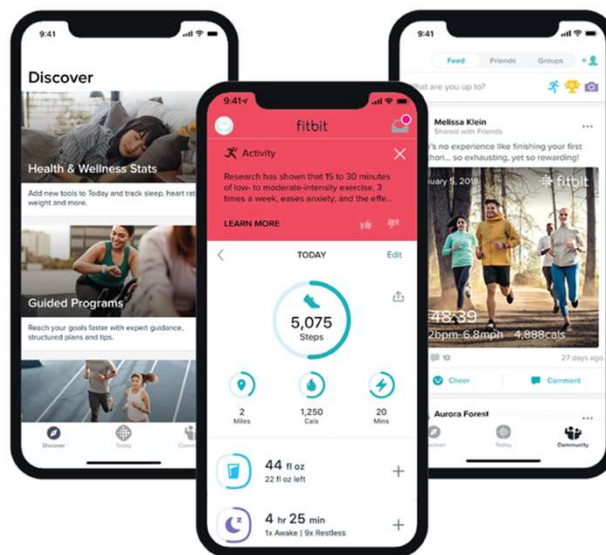 9:41
Discover
Health & Wellness Stats
Add new tools to Today and track sleep, heart rat
weight and more.
Guided Programs
Reach your goals faster with expert guidance,
structured plans and tips.
Discover
Today
Comm
9:41
fitbit
Activity
Research has shown that 15 to 30 minutes
of low- to moderate-intensity exercise, 3
times a week, eases anxiety, and the effe...
LEARN MORE
TODAY
Edit
5,075
Steps
2
Miles
1,250
Cals
20
Mins
44 fl oz
22 fl oz left
4 hr 25 min
1x Awake | 9x Restless
9:41
Feed
Friends
Groups
hat are you up to?
Melissa Klein
Shared with Friends
e's no experience like finishing your first
thon... so exhausting, yet so rewarding!
uary 5, 2018
fitbit
48:39
2bpm 6.8mph 4,888cals
10
27 days ago
Cheer
Comment
Aurora Forest
Today
Community